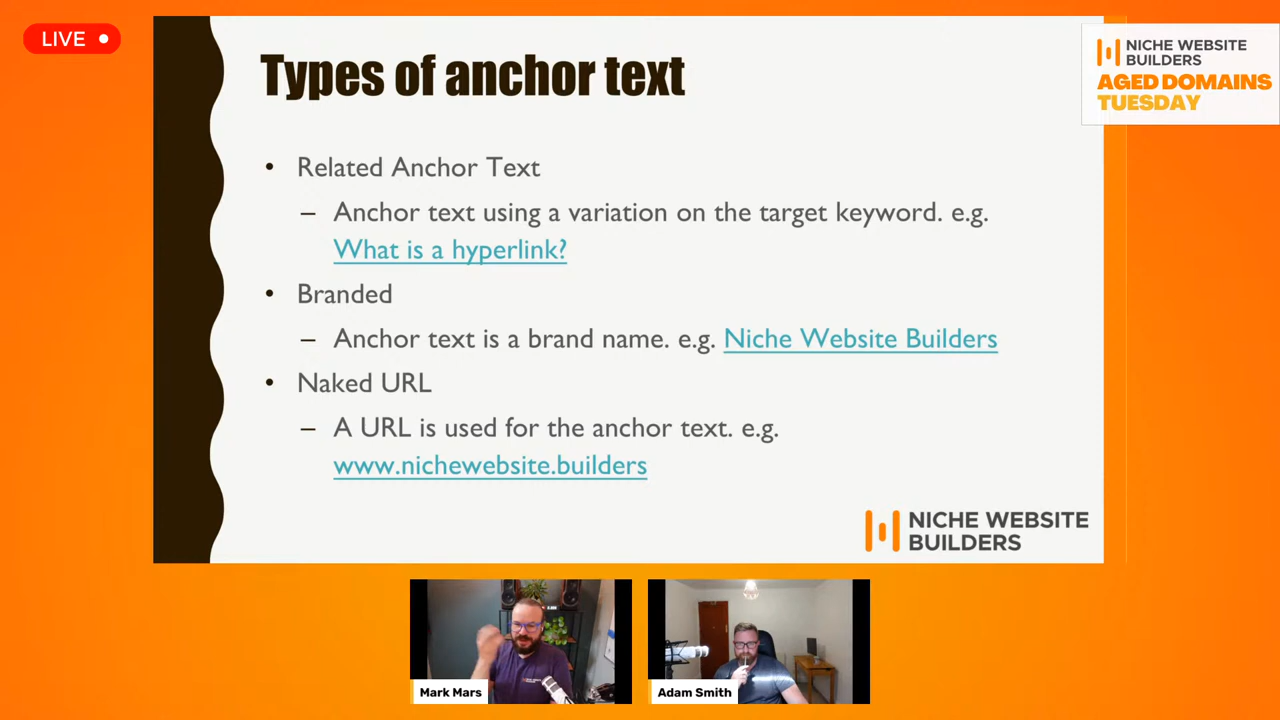 LIVE
NICHE WEBSITE
BUILDERS
AGED DOMAINS
TUESDAY
Types of anchor text
• Related Anchor Text
– Anchor text using a variation on the target keyword. e.g.
What is a hyperlink?
• Branded
– Anchor text is a brand name. e.g. Niche Website Builders
• Naked URL
– A URL is used for the anchor text. e.g.
www.nichewebsite.builders
NICHE WEBSITE
BUILDERS
Mark Mars
Adam Smith